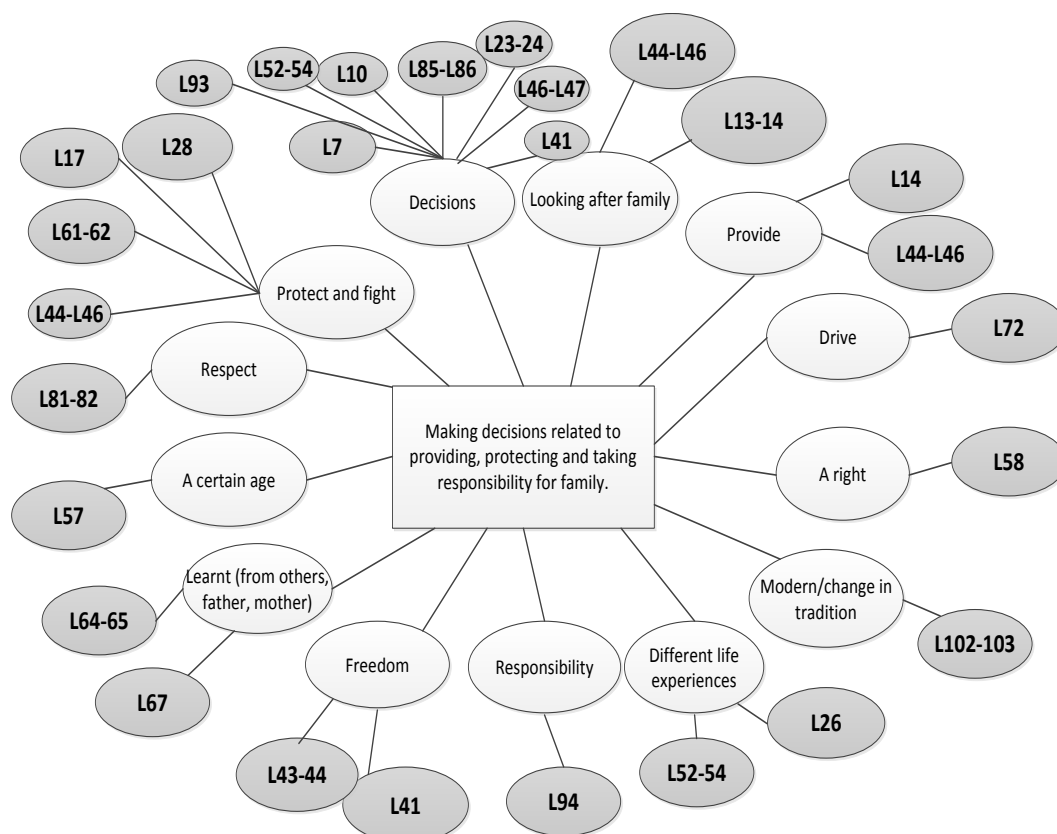 L23-24
L44-L46
L52-54
L10
L85-L86
L93
L46-L47
L13-14
L7
L41
L28
L17
L14
Decisions
Looking after family
L61-62
Provide
L44-L46
Protect and fight
L44-L46
Drive
L72
Respect
L81-82
Making decisions related to
providing, protecting and taking
responsibility for family.
L58
A certain age
A right
L57
Learnt (from others,
father, mother)
Modern/change in
tradition
L64-65
L102-103
Freedom
Responsibility
Different life
experiences
L67
L26
L43-44
L52-54
L41
L94